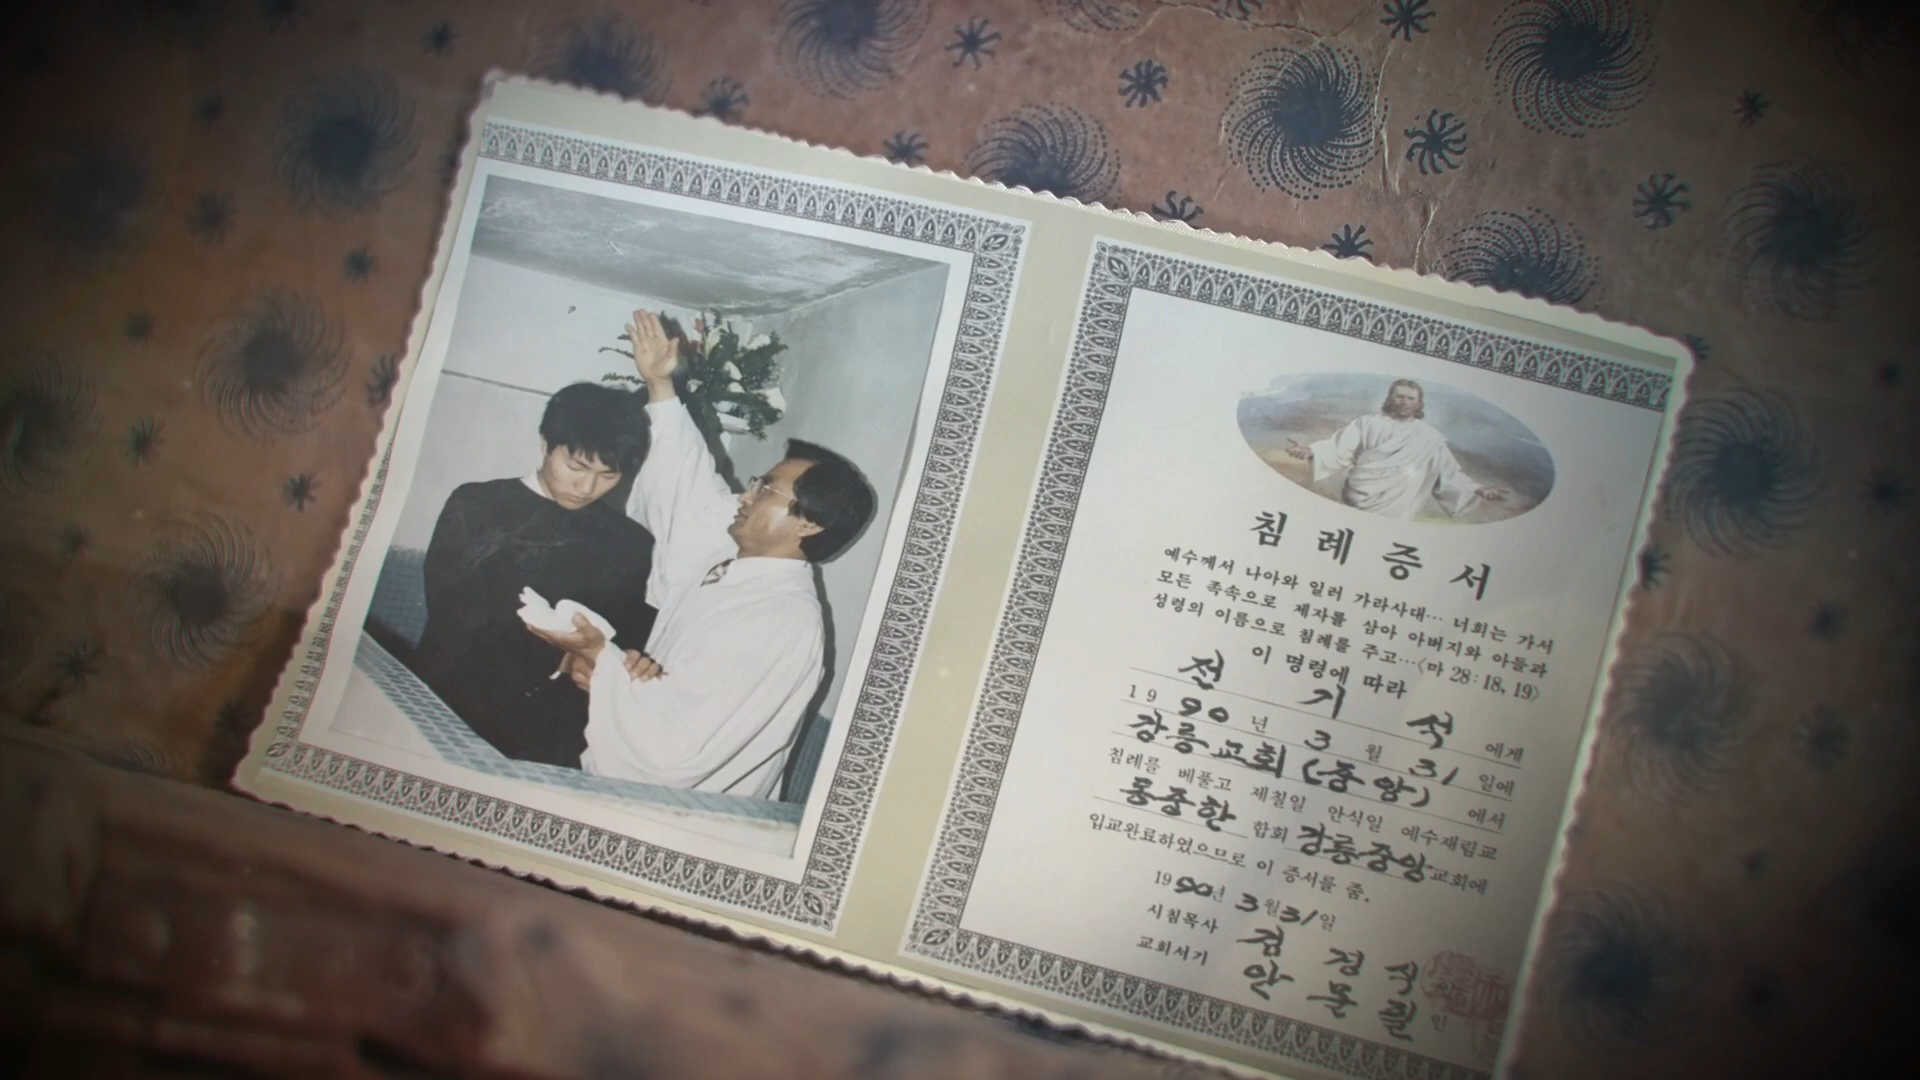 침례증서
예수께서 나아와 일러 가라사대… 너희는 가서
모든 족속으로 제자를 삼아 아버지와 아들과
성령의 이름으로 침례를 주고…〈마 28:18, 19〉
이 명령에 따라
전 기 석 에게
1990년 3월 31일에
강릉교회(중앙)에서
침례를 베풀고 제칠일 안식일 예수재림교
동중한 합회 강릉중앙교회에
입교완료하였으므로 이 증서를 줌.
1990년 3월 31일
시침목사 김 정 식
교회서기 안 문 인